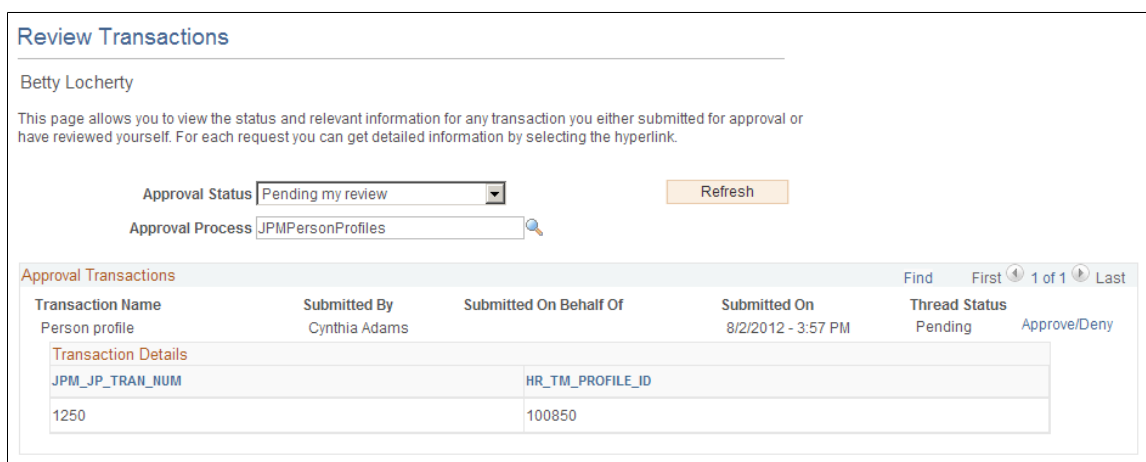 Review Transactions
Betty Locherty
This page allows you to view the status and relevant information for any transaction you either submitted for approval or
have reviewed yourself. For each request you can get detailed information by selecting the hyperlink.
Approval Status Pending my review Refresh
Approval Process JPMPersonProfiles
Approval Transactions Find First 1 of 1 Last
Transaction Name Submitted By Submitted On Behalf Of Submitted On Thread Status
Person profile Cynthia Adams 8/2/2012 - 3:57 PM Pending Approve/Deny
Transaction Details
JPM_JP_TRAN_NUM HR_TM_PROFILE_ID
1250 100850